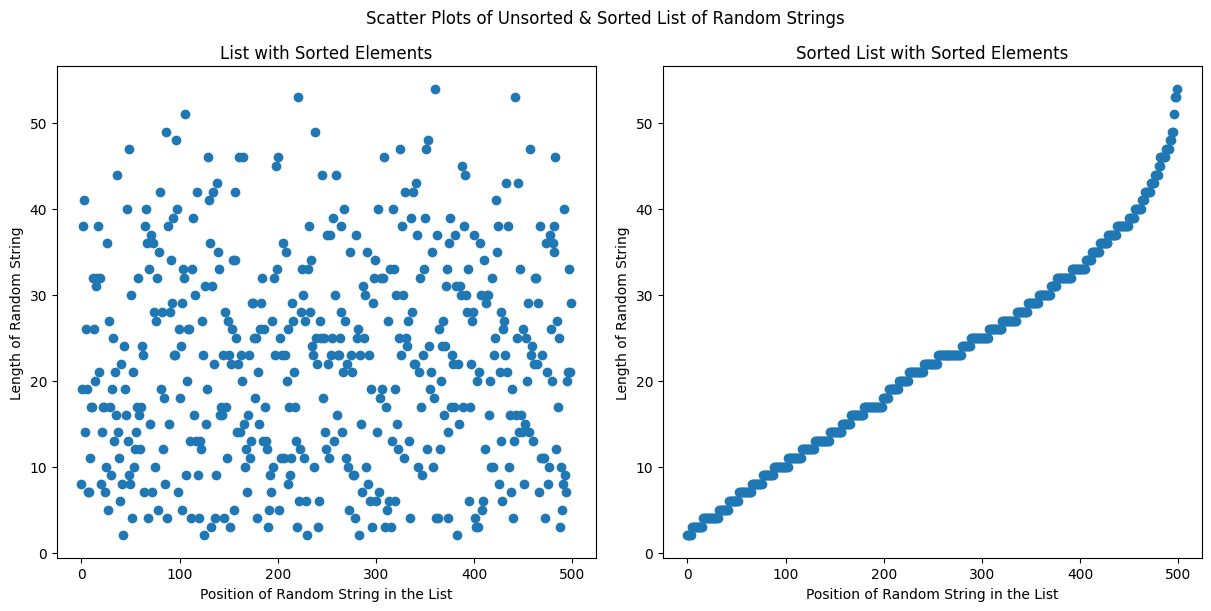 Scatter Plots of Unsorted & Sorted List of Random Strings
List with Sorted Elements
Length of Random String
50
40
30
20
10
0
0 100 200 300 400 500
Position of Random String in the List
Sorted List with Sorted Elements
Length of Random String
50
40
30
20
10
0
0 100 200 300 400 500
Position of Random String in the List